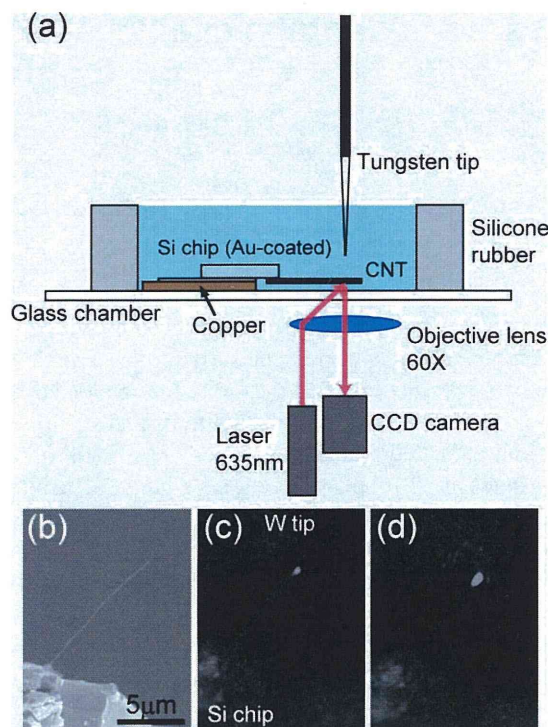 (a)
Tungsten tip
Si chip (Au-coated)
CNT
Silicone
rubber
Glass chamber
Copper
Objective lens
60X
CCD camera
Laser
635nm
(b)
5μm
(c)
W tip
Si chip
(d)